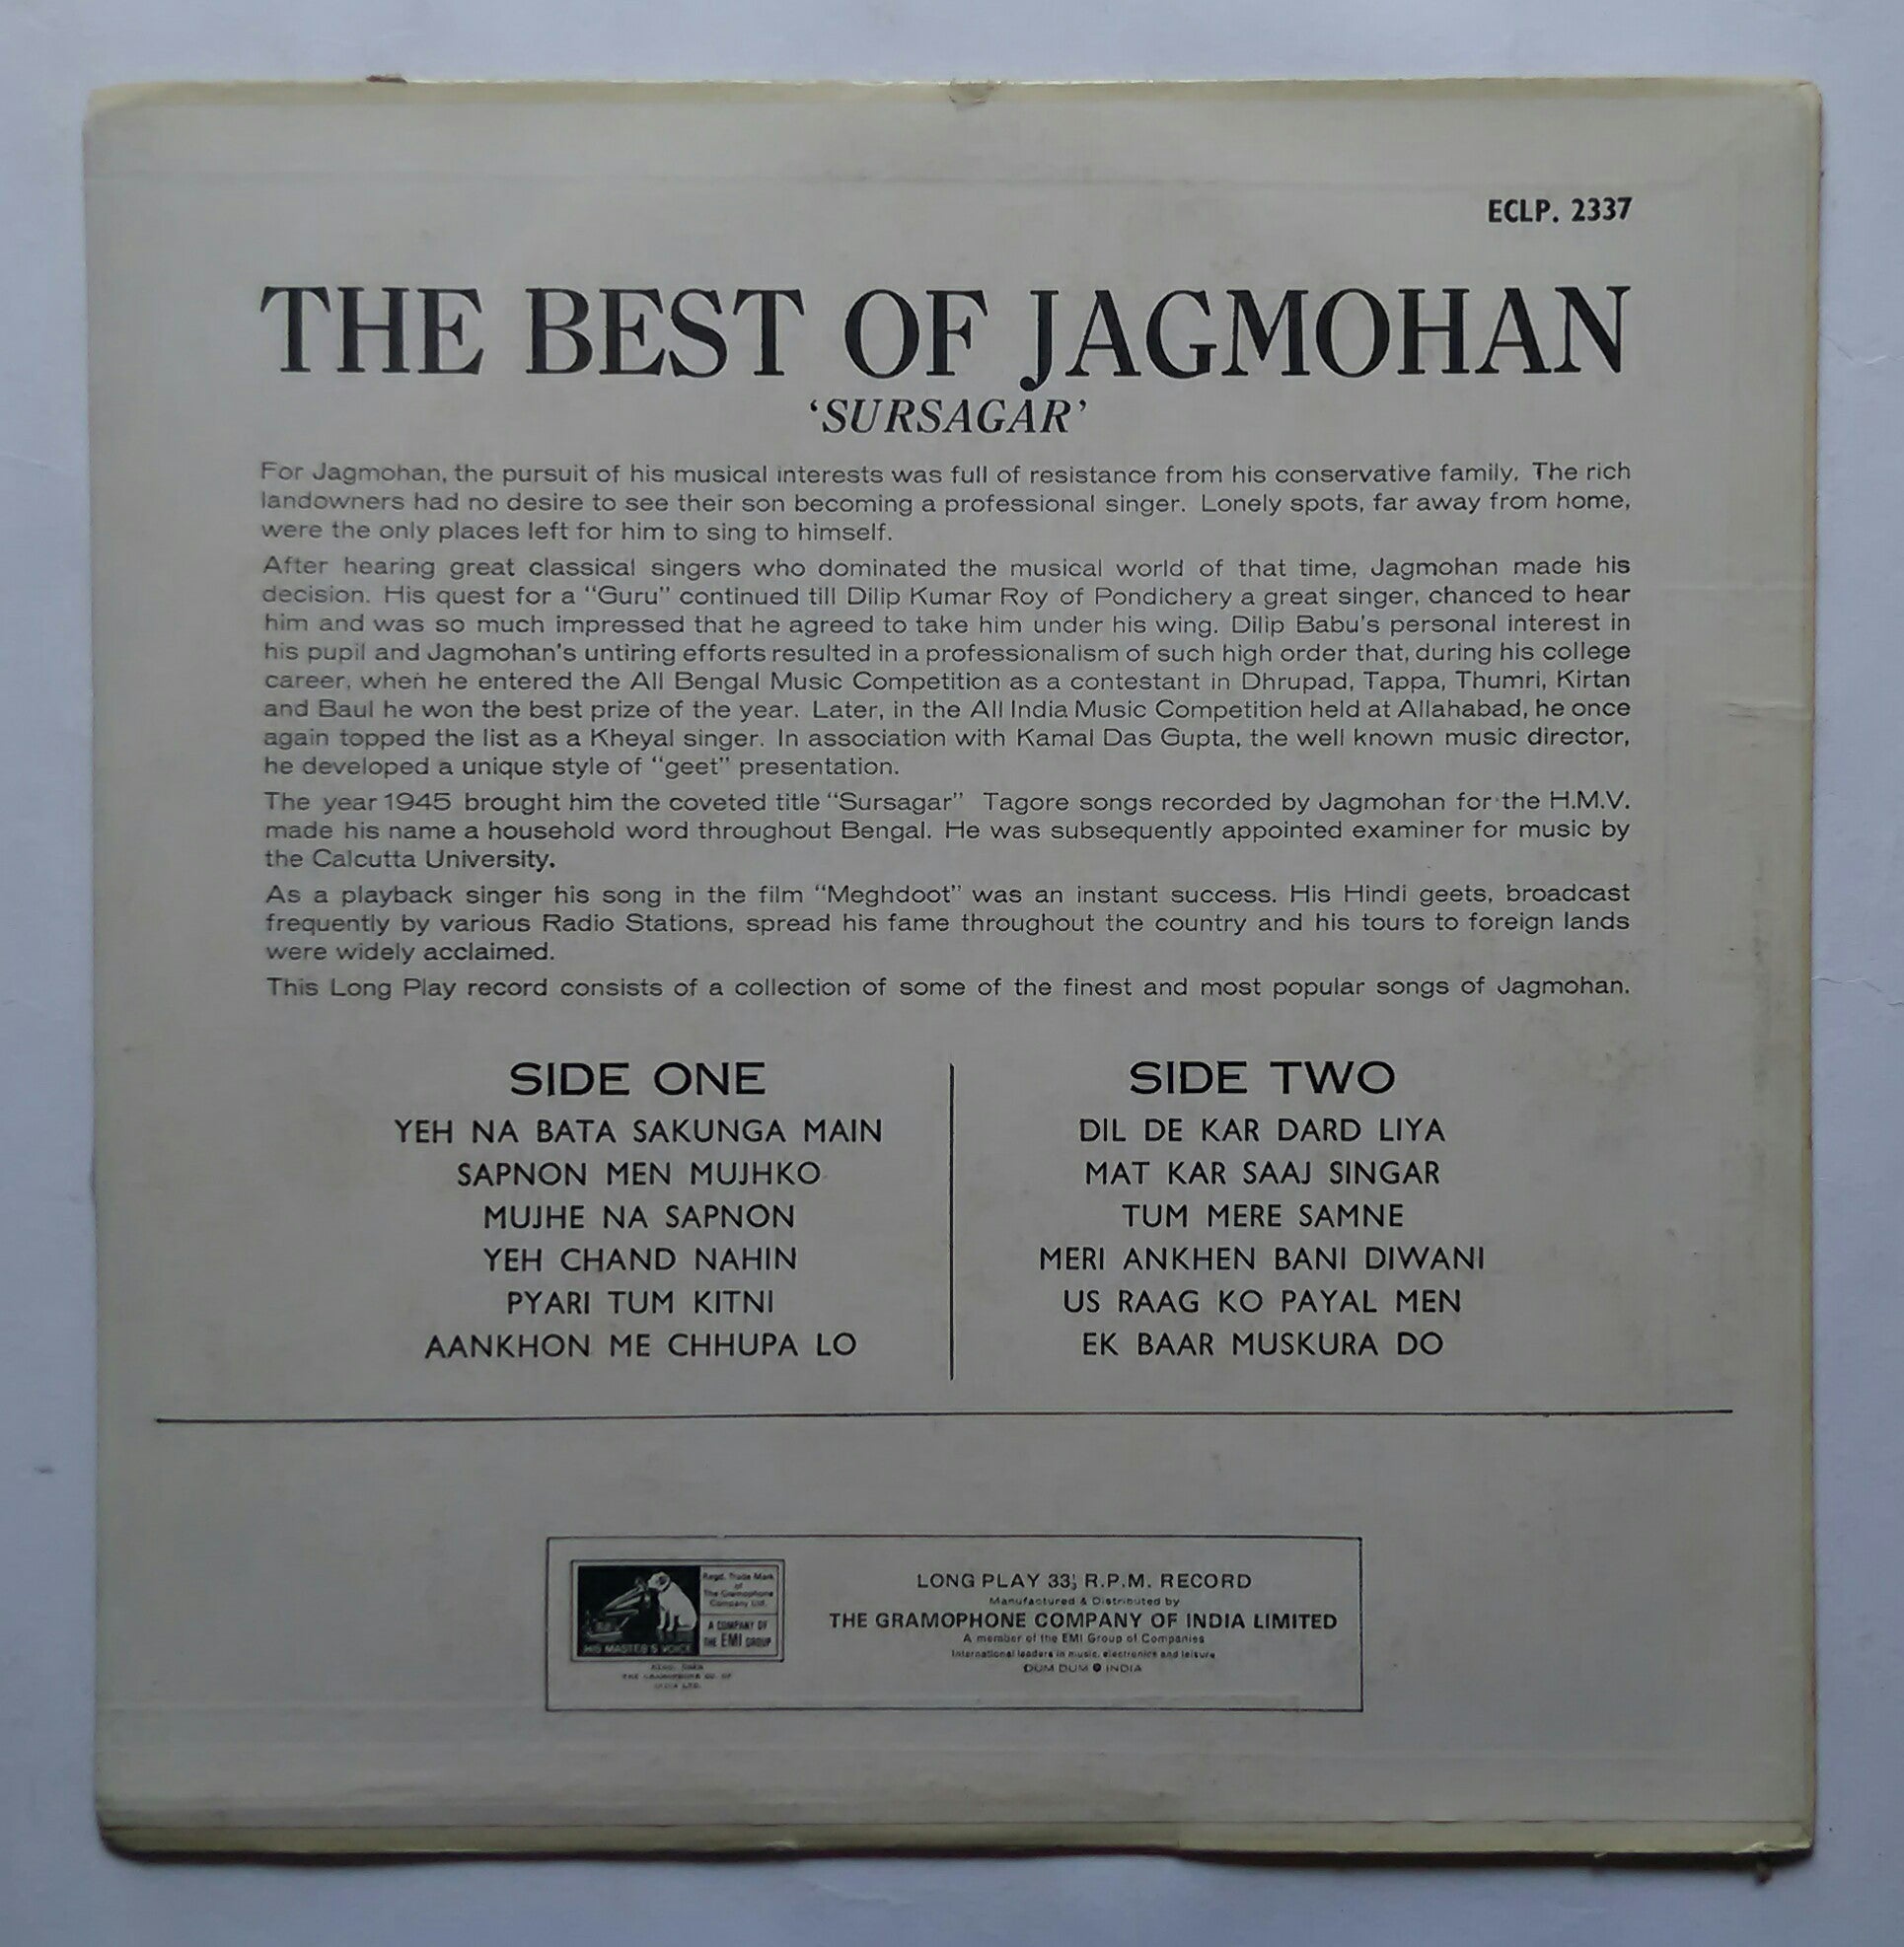 ECLP. 2337
THE BEST OF JAGMOHAN
'SURSAGAR'
For Jagmohan, the pursuit of his musical interests was full of resistance from his conservative family. The rich
landowners had no desire to see their son becoming a professional singer. Lonely spots, far away from home,
were the only places left for him to sing to himself.
After hearing great classical singers who dominated the musical world of that time, Jagmohan made his
decision. His quest for a "Guru" continued till Dilip Kumar Roy of Pondichery a great singer, chanced to hear
him and was so much impressed that he agreed to take him under his wing. Dilip Babu's personal interest in
his pupil and Jagmohan's untiring efforts resulted in a professionalism of such high order that, during his college
career, when he entered the All Bengal Music Competition as a contestant in Dhrupad, Tappa, Thumri, Kirtan
and Baul he won the best prize of the year. Later, in the All India Music Competition held at Allahabad, he once
again topped the list as a Kheyal singer. In association with Kamal Das Gupta, the well known music director,
he developed a unique style of "geet" presentation.
The year 1945 brought him the coveted title "Sursagar" Tagore songs recorded by Jagmohan for the H.M.V.
made his name a household word throughout Bengal. He was subsequently appointed examiner for music by
the Calcutta University.
As a playback singer his song in the film "Meghdoot" was an instant success. His Hindi geets, broadcast
frequently by various Radio Stations, spread his fame throughout the country and his tours to foreign lands
were widely acclaimed.
This Long Play record consists of a collection of some of the finest and most popular songs of Jagmohan.
SIDE ONE
YEH NA BATA SAKUNGA MAIN
SAPNON MEN MUJHKO
MUJHE NA SAPNON
YEH CHAND NAHIN
PYARI TUM KITNI
AANKHON ME CHHUPA LO
SIDE TWO
DIL DE KAR DARD LIYA
MAT KAR SAAJ SINGAR
TUM MERE SAMNE
MERI ANKHEN BANI DIWANI
US RAAG KO PAYAL MEN
EK BAAR MUSKURA DO
HIS MASTER'S VOICE
Regd. Trade Mark
of
The Gramophone
Company Ltd.
A COMPANY OF
THE EMI GROUP
THE GRAMOPHONE CO. OF
INDIA LTD.
LONG PLAY 33⅓ R.P.M. RECORD
Manufactured & Distributed by
THE GRAMOPHONE COMPANY OF INDIA LIMITED
A member of the EMI Group of Companies
International leaders in music, electronics and leisure
DUM DUM INDIA